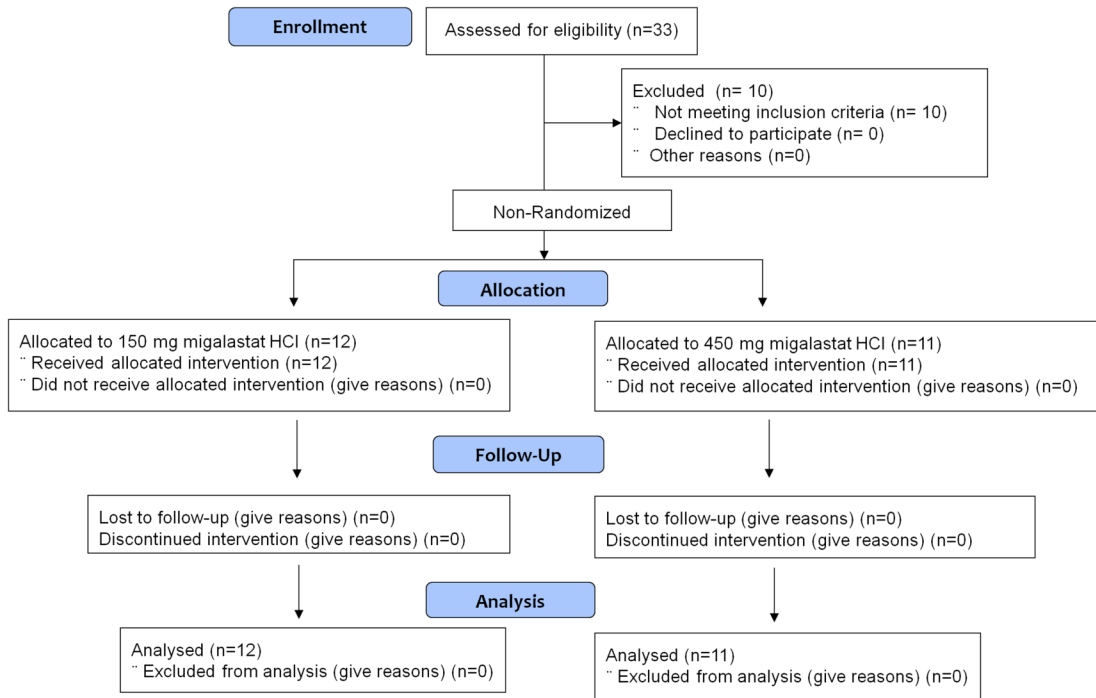 Enrollment
Assessed for eligibility (n=33)
Excluded (n= 10)
¨ Not meeting inclusion criteria (n= 10)
¨ Declined to participate (n= 0)
¨ Other reasons (n=0)
Non-Randomized
Allocation
Allocated to 150 mg migalastat HCl (n=12)
¨ Received allocated intervention (n=12)
¨ Did not receive allocated intervention (give reasons) (n=0)
Allocated to 450 mg migalastat HCl (n=11)
¨ Received allocated intervention (n=11)
¨ Did not receive allocated intervention (give reasons) (n=0)
Follow-Up
Lost to follow-up (give reasons) (n=0)
Discontinued intervention (give reasons) (n=0)
Lost to follow-up (give reasons) (n=0)
Discontinued intervention (give reasons) (n=0)
Analysis
Analysed (n=12)
¨ Excluded from analysis (give reasons) (n=0)
Analysed (n=11)
¨ Excluded from analysis (give reasons) (n=0)